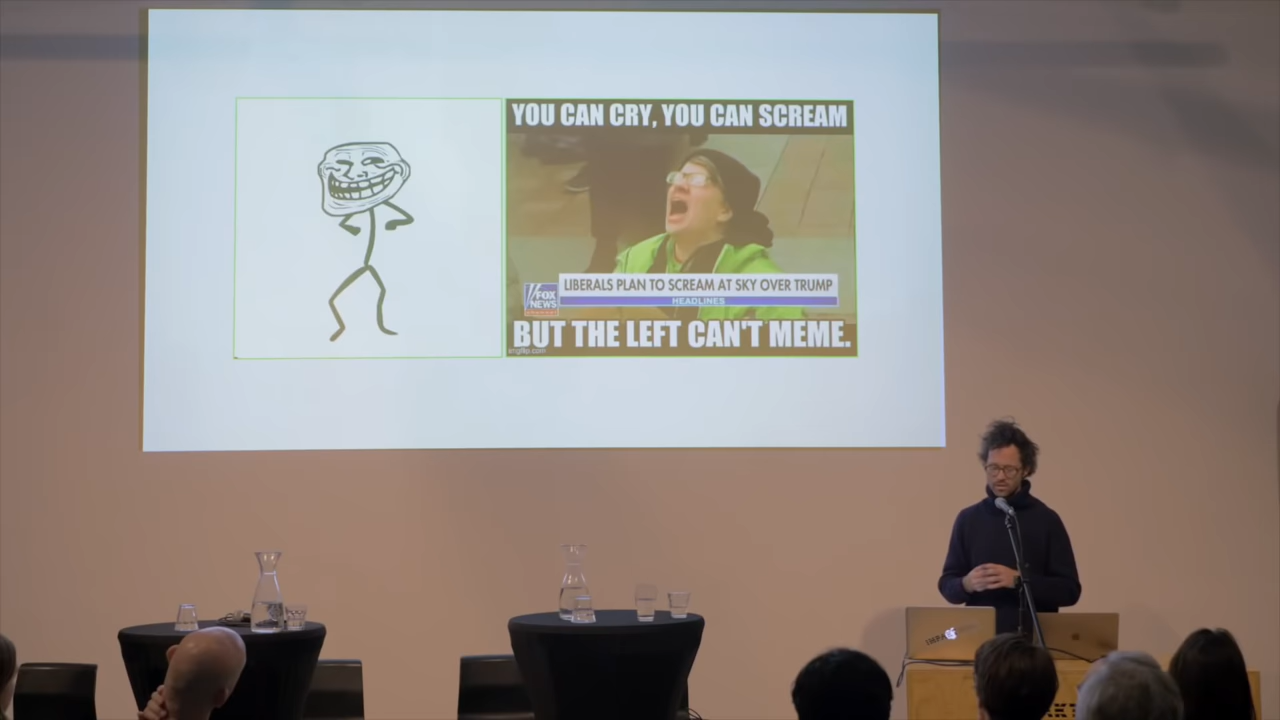 YOU CAN CRY, YOU CAN SCREAM
LIBERALS PLAN TO SCREAM AT SKY OVER TRUMP
FOX
NEWS
HEADLINES
BUT THE LEFT CAN'T MEME.
imgflip.com